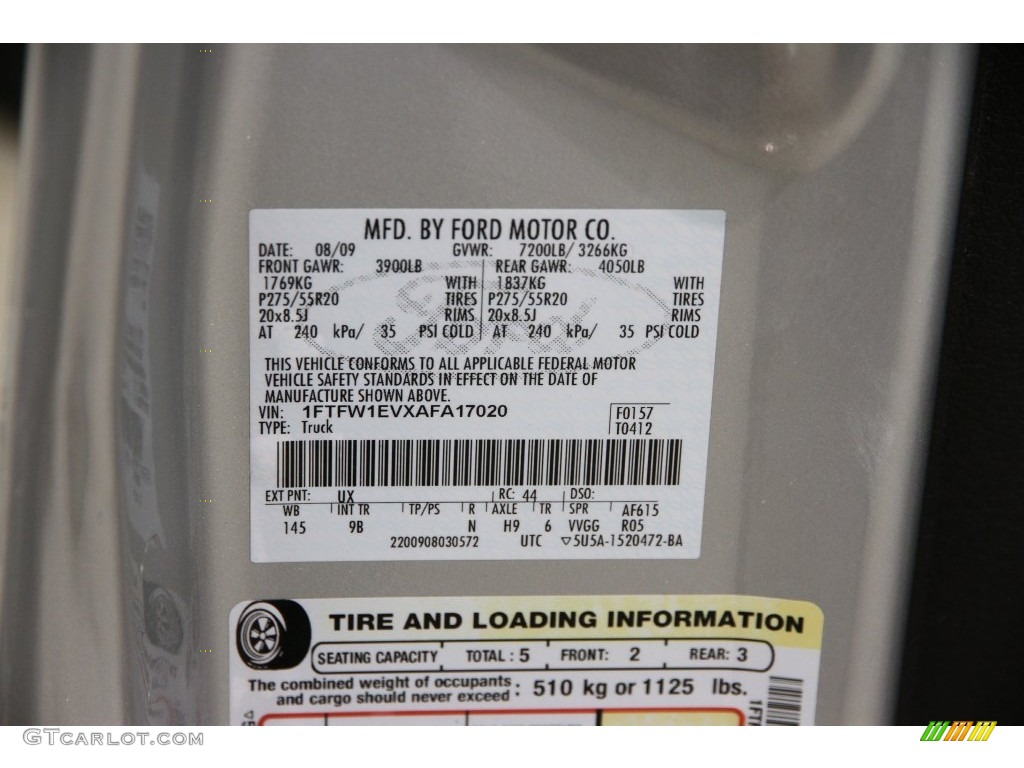 MFD. BY FORD MOTOR CO.
DATE: 08/09 GVWR: 7200LB/ 3266KG
FRONT GAWR: 3900LB REAR GAWR: 4050LB
1769KG WITH 1837KG WITH
P275/55R20 TIRES P275/55R20 TIRES
20x8.5J RIMS 20x8.5J RIMS
AT 240 kPa/ 35 PSI COLD AT 240 kPa/ 35 PSI COLD
THIS VEHICLE CONFORMS TO ALL APPLICABLE FEDERAL MOTOR
VEHICLE SAFETY STANDARDS IN EFFECT ON THE DATE OF
MANUFACTURE SHOWN ABOVE.
VIN: 1FTFW1EVXAFA17020 F0157
TYPE: Truck T0412
EXT PNT: UX RC: 44 DSO:
WB INT TR TP/PS R AXLE TR SPR AF615
145 9B N H9 6 VVGG R05
2200908030572 UTC ▽5U5A-1520472-BA
TIRE AND LOADING INFORMATION
SEATING CAPACITY TOTAL: 5 FRONT: 2 REAR: 3
The combined weight of occupants
and cargo should never exceed: 510 kg or 1125 lbs.
1FT
GTCarLot.com